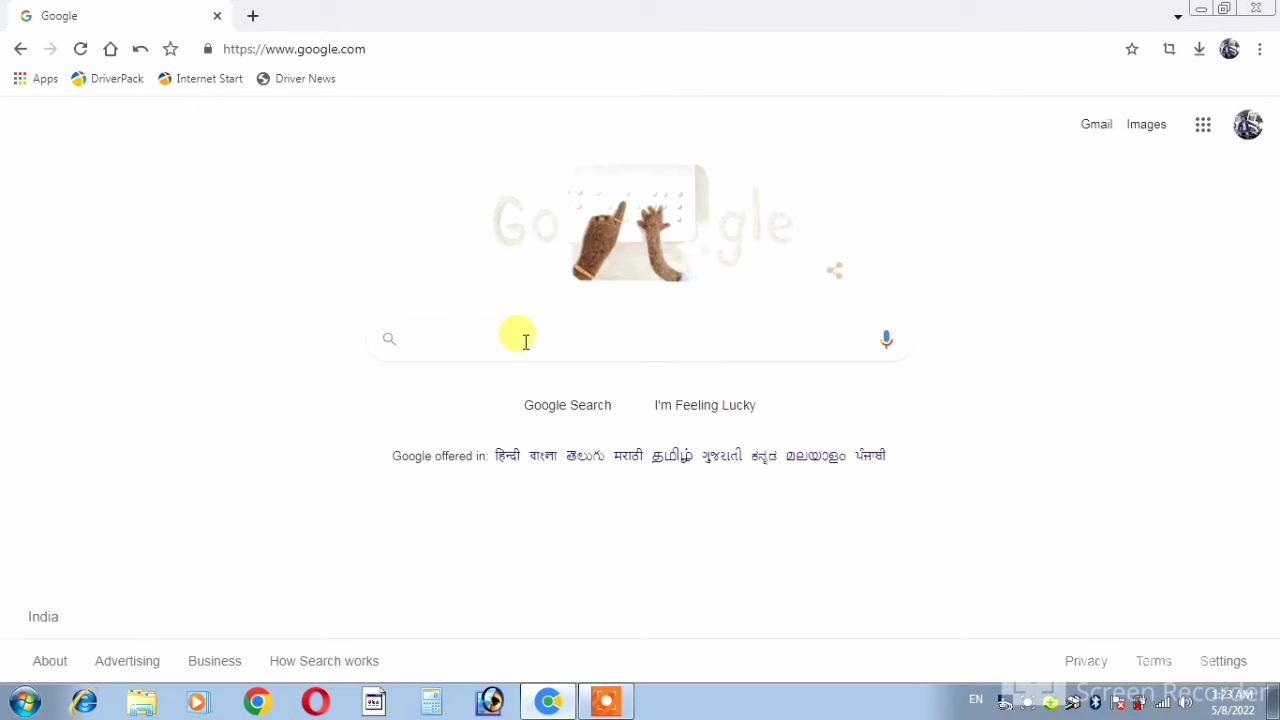 Google
https://www.google.com
Apps DriverPack Internet Start Driver News
Gmail Images
Go gle
Google Search I'm Feeling Lucky
Google offered in: हिन्दी বাংলা తెలుగు मराठी தமிழ் ગુજરાતી ಕನ್ನಡ മലയാളം ਪੰਜਾਬੀ
India
About Advertising Business How Search works
Privacy Terms Settings
EN
Screen Recorder
1:23 AM
5/8/2022